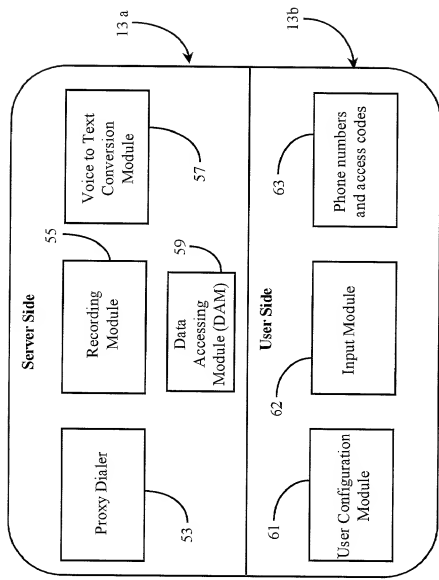 Server Side
13a
Proxy Dialer
53
Recording
Module
55
Voice to Text
Conversion
Module
57
Data
Accessing
Module (DAM)
59
User Side
13b
User Configuration
Module
61
Input Module
62
Phone numbers
and access codes
63